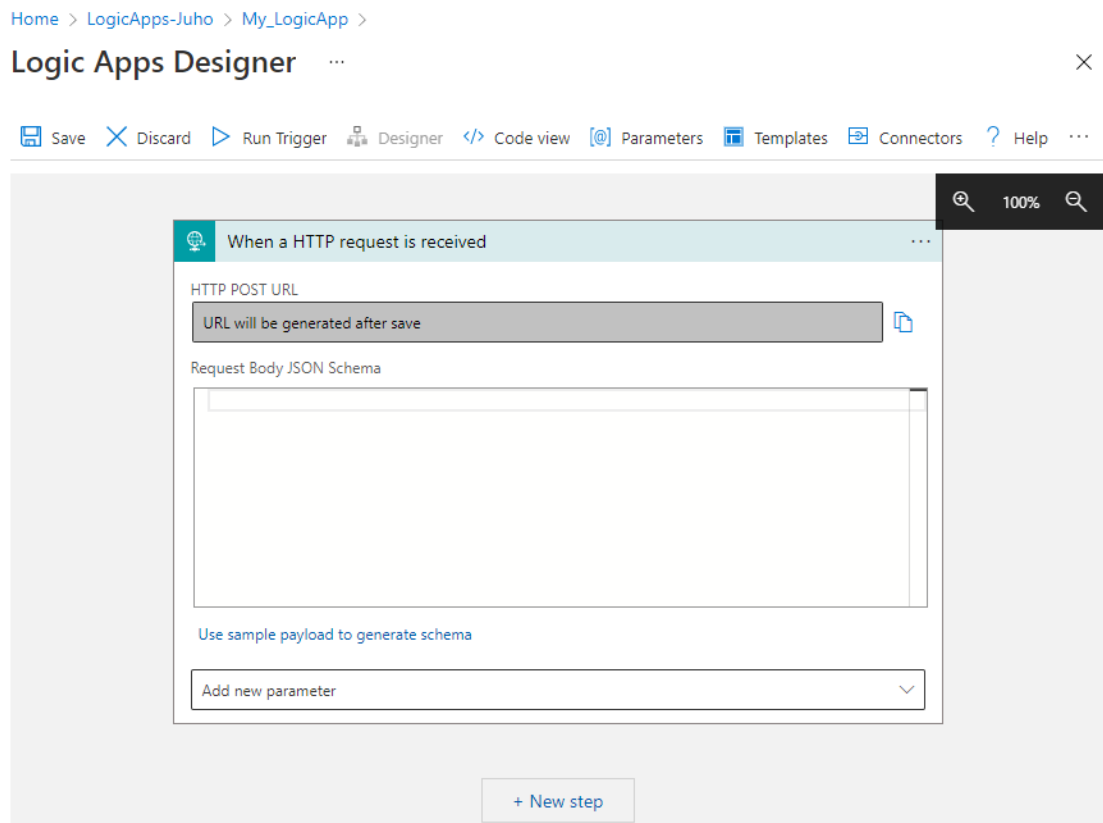 Home > LogicApps-Juho > My_LogicApp >
Logic Apps Designer ...
Save Discard Run Trigger Designer </> Code view [@] Parameters Templates Connectors ? Help ...
100%
When a HTTP request is received ...
HTTP POST URL
URL will be generated after save
Request Body JSON Schema
Use sample payload to generate schema
Add new parameter
+ New step